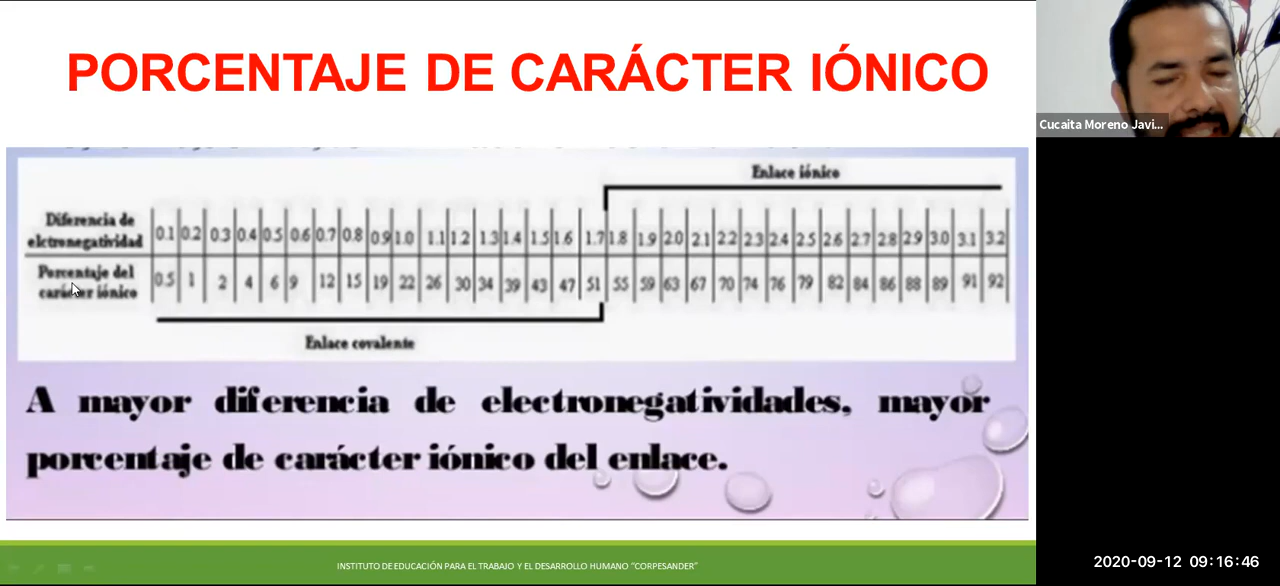 PORCENTAJE DE CARÁCTER IÓNICO
Cucaita Moreno Javi...
Enlace iónico
Diferencia de
elctronegatividad
0.1 0.2 0.3 0.4 0.5 0.6 0.7 0.8 0.9 1.0 1.1 1.2 1.3 1.4 1.5 1.6 1.7 1.8 1.9 2.0 2.1 2.2 2.3 2.4 2.5 2.6 2.7 2.8 2.9 3.0 3.1 3.2
Porcentaje del
carácter iónico
0.5 1 2 4 6 9 12 15 19 22 26 30 34 39 43 47 51 55 59 63 67 70 74 76 79 82 84 86 88 89 91 92
Enlace covalente
A mayor diferencia de electronegatividades, mayor
porcentaje de carácter iónico del enlace.
INSTITUTO DE EDUCACIÓN PARA EL TRABAJO Y EL DESARROLLO HUMANO "CORPESANDER"
2020-09-12 09:16:46